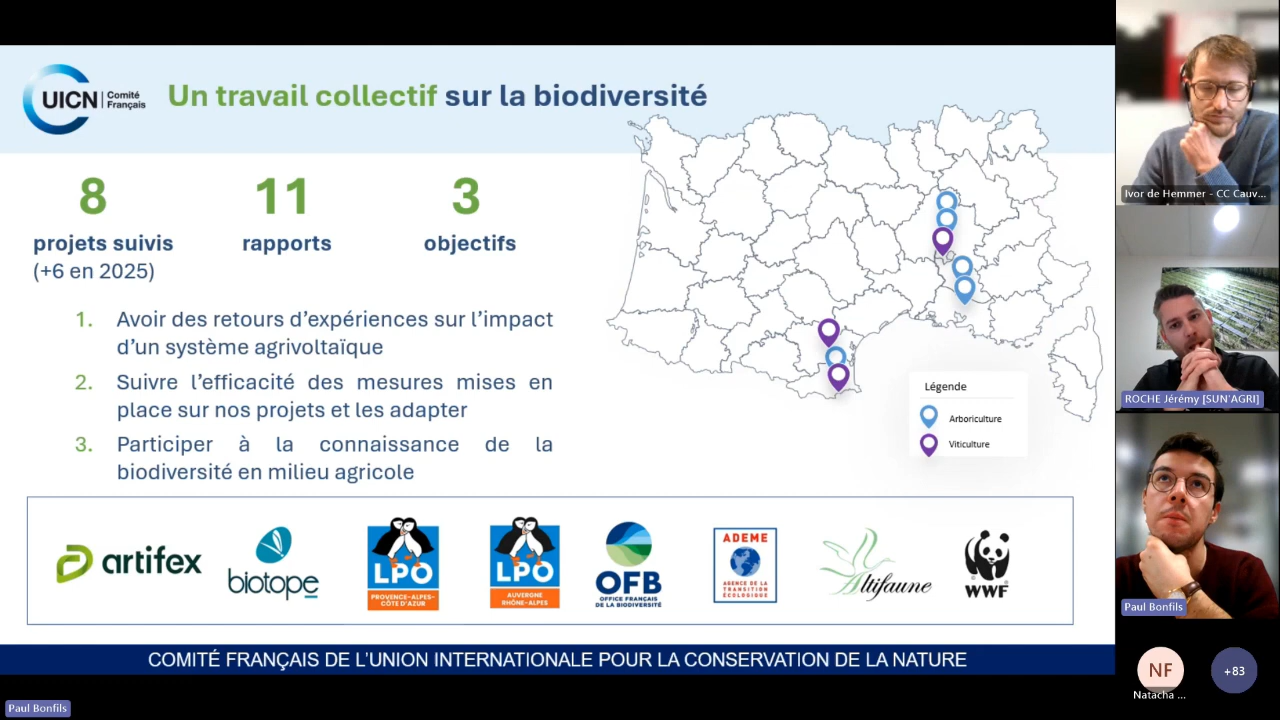 UICN
Comité
Français
Un travail collectif sur la biodiversité
8
projets suivis
(+6 en 2025)
11
rapports
3
objectifs
1. Avoir des retours d'expériences sur l'impact
d'un système agrivoltaïque
2. Suivre l'efficacité des mesures mises en
place sur nos projets et les adapter
3. Participer à la connaissance de la
biodiversité en milieu agricole
Légende
Arboriculture
Viticulture
artifex
biotope
LPO
PROVENCE-ALPES-
CÔTE D'AZUR
LPO
AUVERGNE
RHÔNE-ALPES
OFB
OFFICE FRANÇAIS
DE LA BIODIVERSITÉ
ADEME
AGENCE DE LA
TRANSITION
ÉCOLOGIQUE
Altifaune
WWF
COMITÉ FRANÇAIS DE L'UNION INTERNATIONALE POUR LA CONSERVATION DE LA NATURE
Paul Bonfils
Ivor de Hemmer - CC Cauv...
ROCHE Jérémy [SUN'AGRI]
Paul Bonfils
NF
Natacha ...
+83